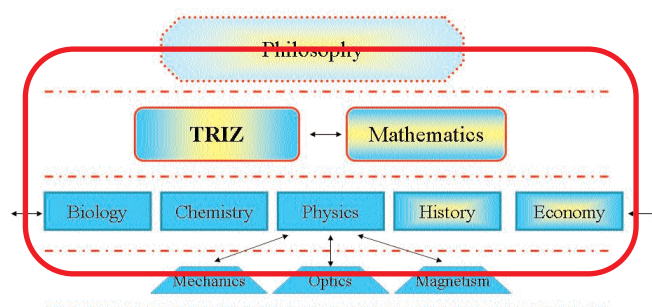 Philosophy
TRIZ
Mathematics
Biology
Chemistry
Physics
History
Economy
Mechanics
Optics
Magnetism